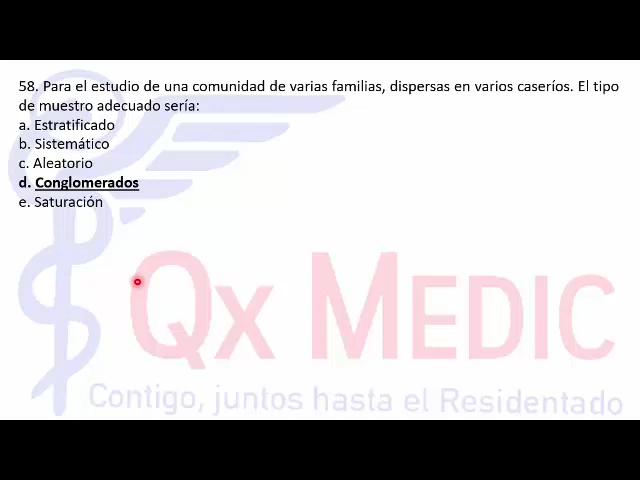 58. Para el estudio de una comunidad de varias familias, dispersas en varios caseríos. El tipo
de muestro adecuado sería:
a. Estratificado
b. Sistemático
c. Aleatorio
d. Conglomerados
e. Saturación
Qx MEDIC
Contigo, juntos hasta el Residentado